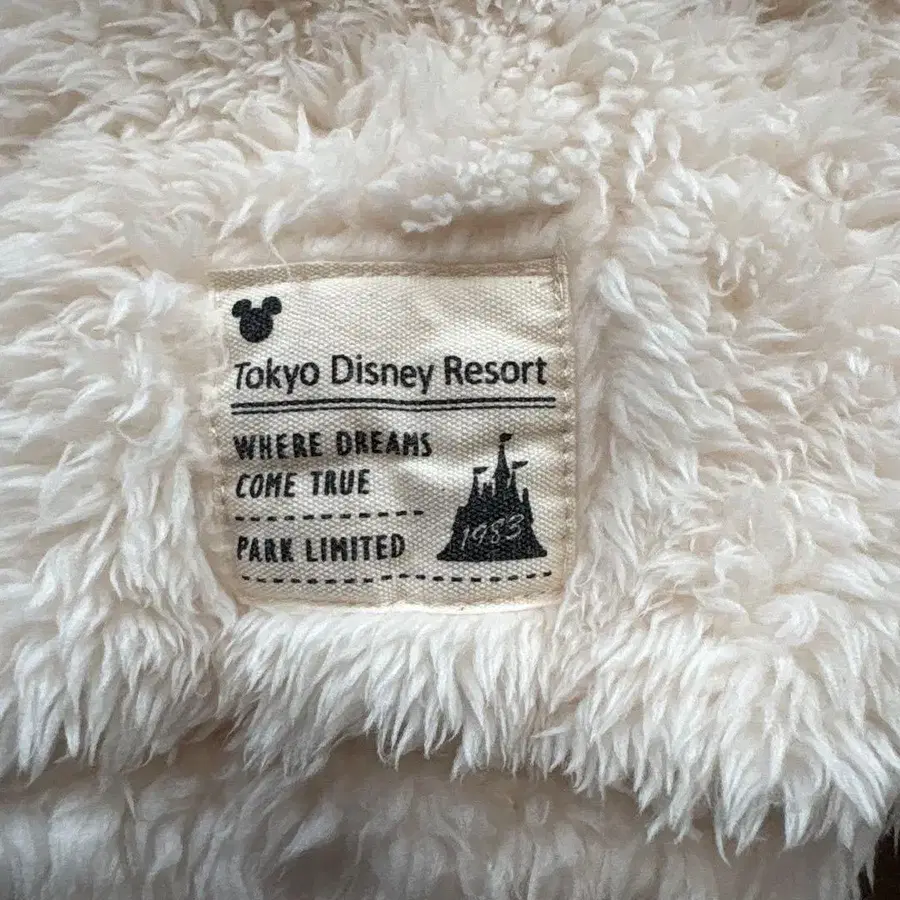 Tokyo Disney Resort
WHERE DREAMS
COME TRUE
1983
PARK LIMITED